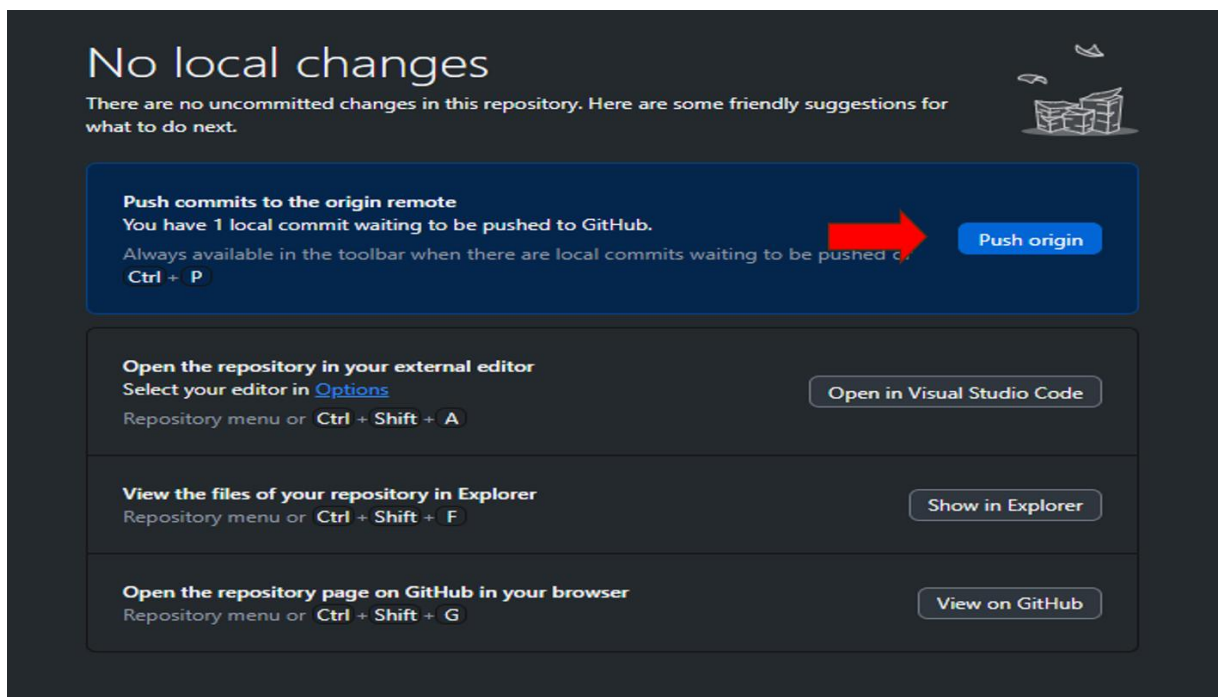 No local changes
There are no uncommitted changes in this repository. Here are some friendly suggestions for
what to do next.
Push commits to the origin remote
You have 1 local commit waiting to be pushed to GitHub.
Push origin
Always available in the toolbar when there are local commits waiting to be pushed
Ctrl + P
Open the repository in your external editor
Select your editor in Options
Open in Visual Studio Code
Repository menu or Ctrl + Shift + A
View the files of your repository in Explorer
Show in Explorer
Repository menu or Ctrl + Shift + F
Open the repository page on GitHub in your browser
View on GitHub
Repository menu or Ctrl + Shift + G